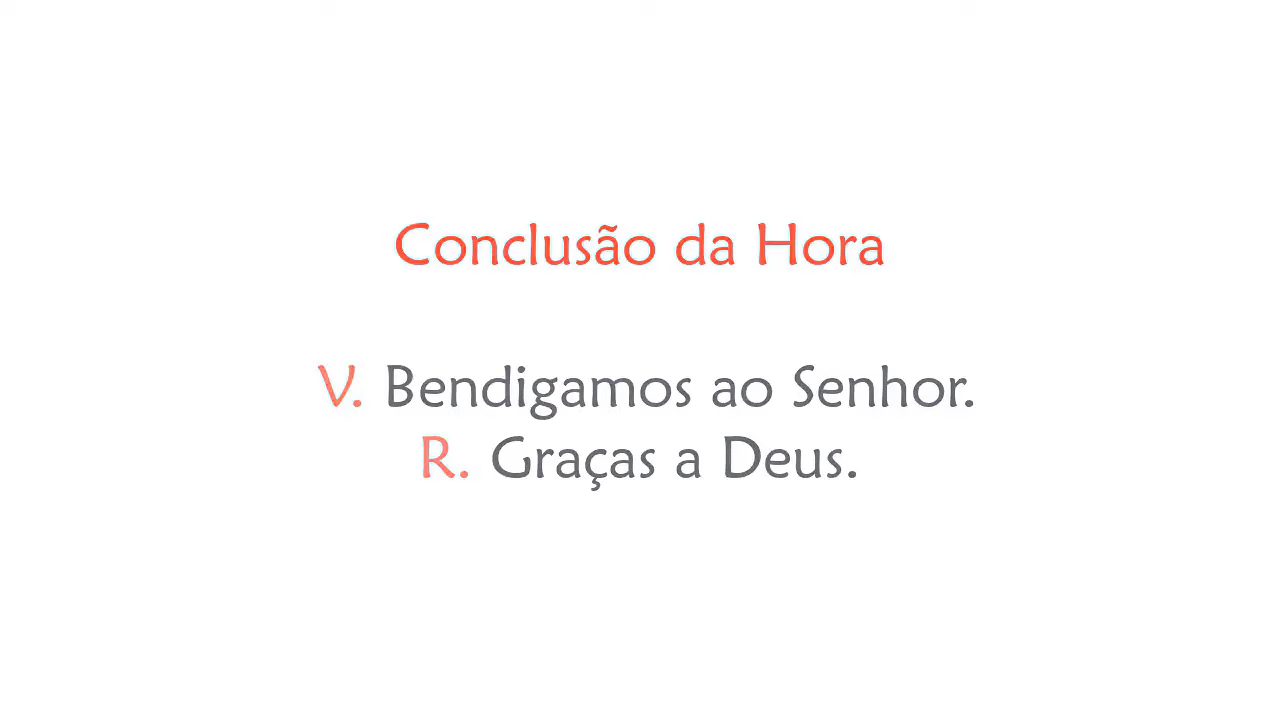 Conclusão da Hora
V. Bendigamos ao Senhor.
R. Graças a Deus.